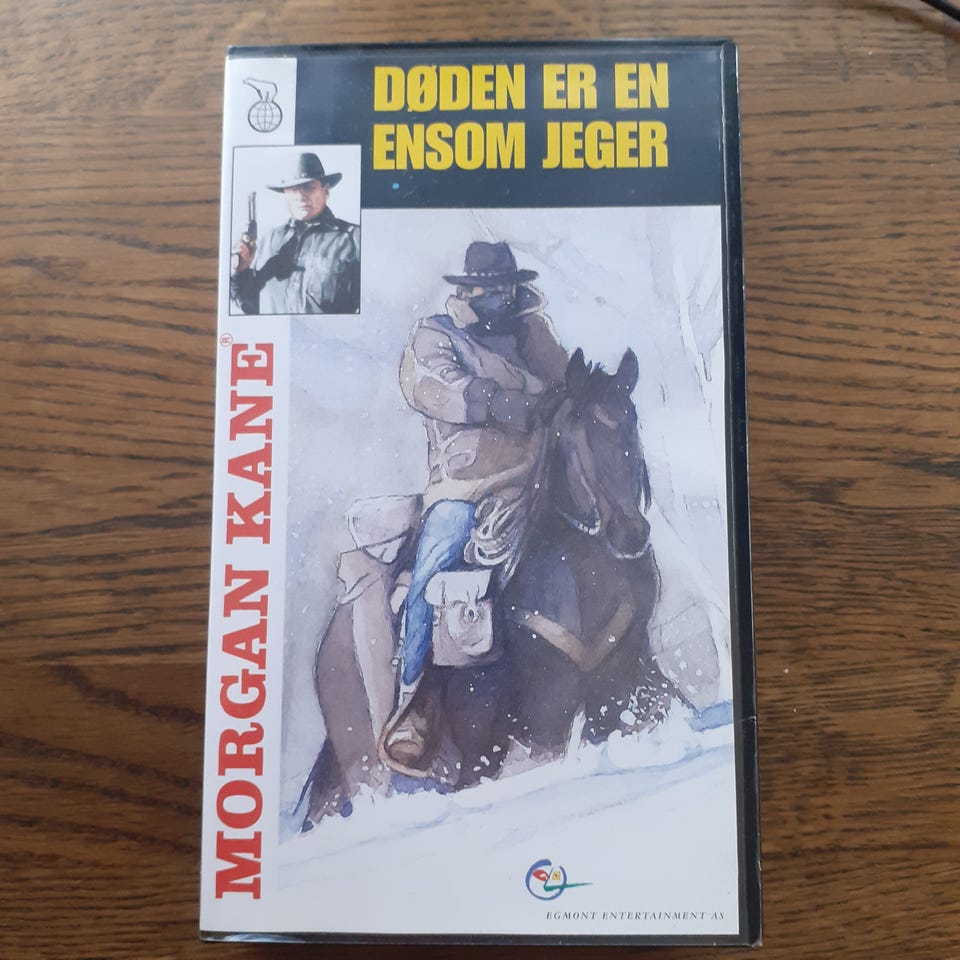 DØDEN ER EN
ENSOM JEGER
MORGAN KANE®
EGMONT ENTERTAINMENT AS